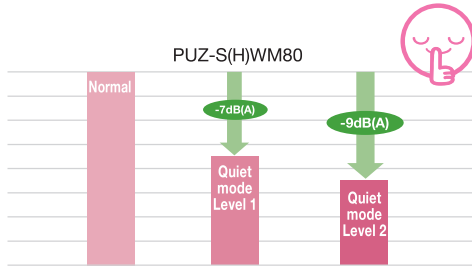 PUZ-S(H)WM80
Normal
-7dB(A)
-9dB(A)
Quiet
mode
Level 1
Quiet
mode
Level 2